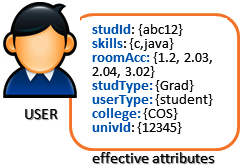 studId: {abc12}
skills: {c,java}
roomAcc: {1.2, 2.03,
2.04, 3.02}
studType: {Grad}
userType: {student}
college: {COS}
univId: {12345}
USER
effective attributes